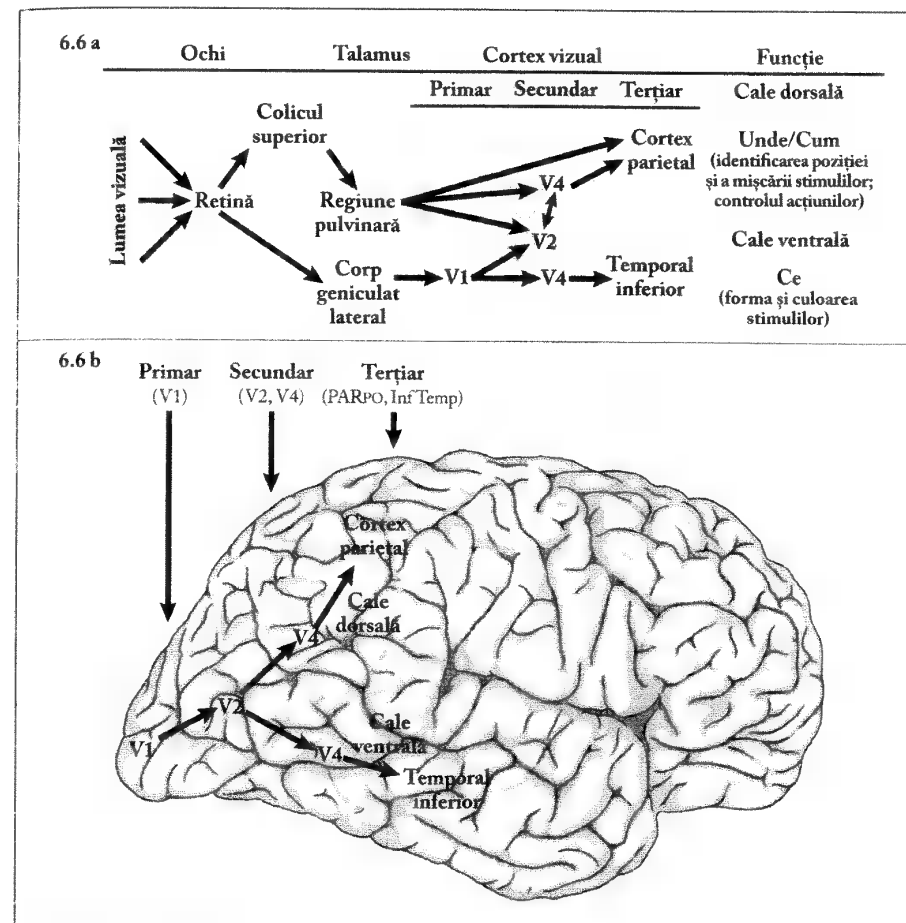 6.6 a
Ochi Talamus Cortex vizual Funcție
Primar Secundar Terțiar Cale dorsală
Lumea vizuală
Retină
Colicul
superior
Regiune
pulvinară
Corp
geniculat
lateral
V1
V4
V2
V4
Cortex
parietal
Temporal
inferior
Unde/Cum
(identificarea poziției
și a mișcării stimulilor;
controlul acțiunilor)
Cale ventrală
Ce
(forma și culoarea
stimulilor)
6.6 b
Primar Secundar Terțiar
(V1) (V2, V4) (PARPO, Inf Temp)
Cortex
parietal
Cale
dorsală
V4
V2
V1
Cale
ventrală
V4
Temporal
inferior